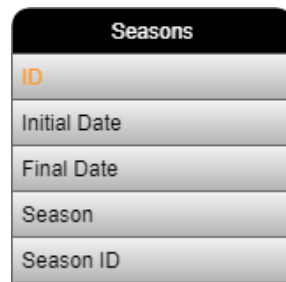 Seasons
ID
Initial Date
Final Date
Season
Season ID